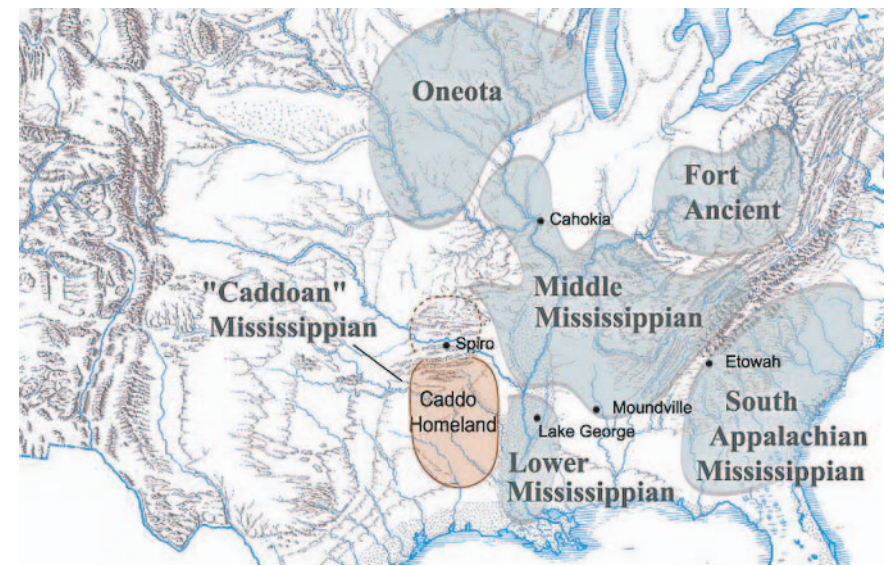 Oneota
Fort
Ancient
Cahokia
"Caddoan"
Mississippian
Middle
Mississippian
Spiro
Etowah
Caddo
Homeland
Moundville
Lake George
South
Appalachian
Mississippian
Lower
Mississippian